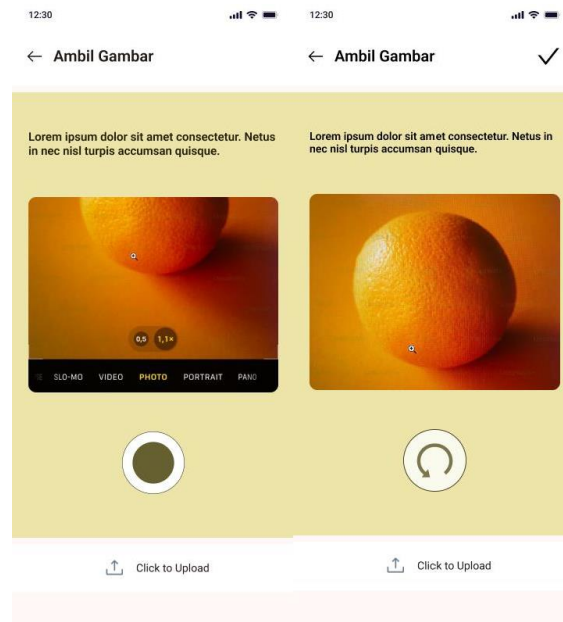 12:30
Ambil Gambar
Lorem ipsum dolor sit amet consectetur. Netus
in nec nisl turpis accumsan quisque.
0,5 1,1×
SLO-MO VIDEO PHOTO PORTRAIT PANO
Click to Upload
12:30
Ambil Gambar
Lorem ipsum dolor sit amet consectetur. Netus in
nec nisl turpis accumsan quisque.
Click to Upload